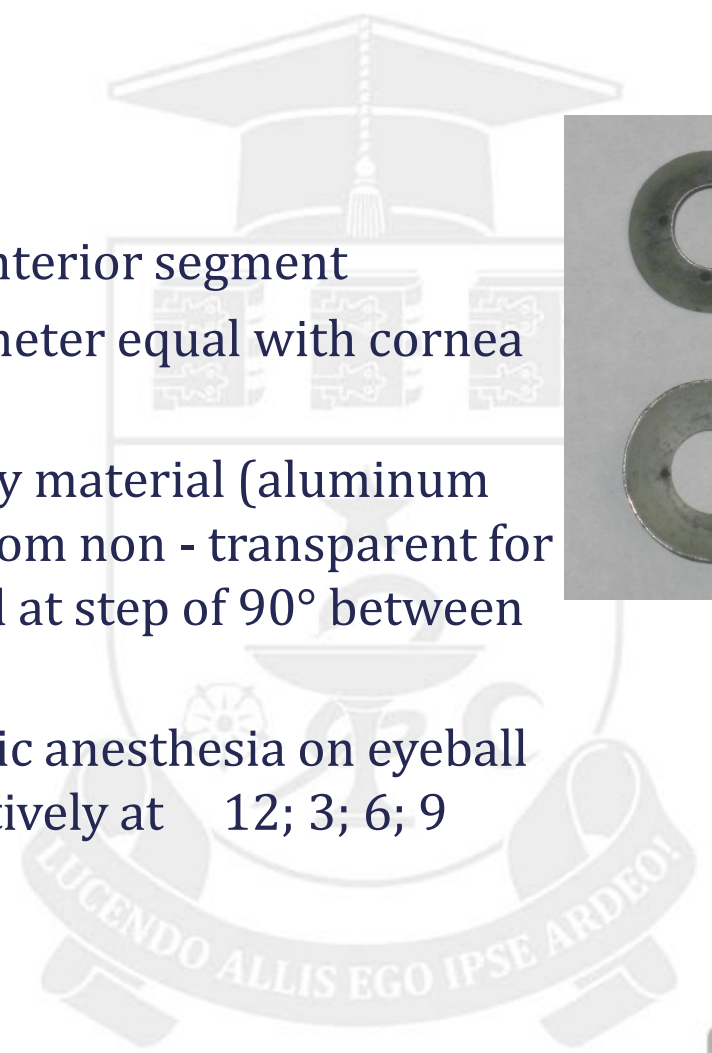 nterior segment
neter equal with cornea
y material (aluminum
om non - transparent for
l at step of 90° between
ic anesthesia on eyeball
tively at 12; 3; 6; 9
LUCENDO ALLIS EGO IPSE ARDEO!